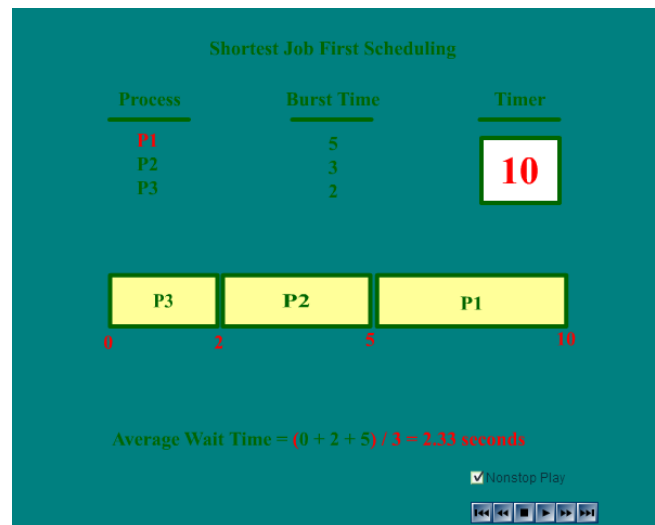 Shortest Job First Scheduling
Process Burst Time Timer
P1 5
P2 3
P3 2
10
P3 P2 P1
0 2 5 10
Average Wait Time = (0 + 2 + 5) / 3 = 2.33 seconds
Nonstop Play